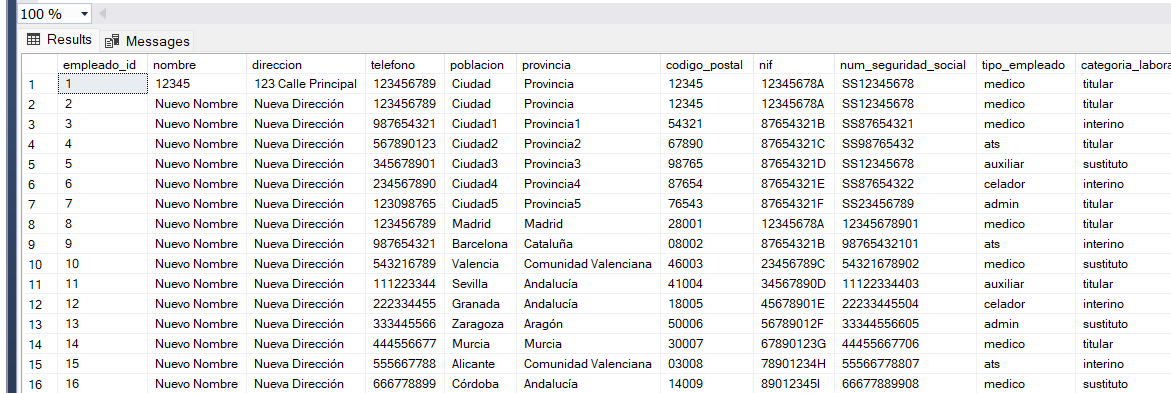 100 %
Results Messages
empleado_id nombre direccion telefono poblacion provincia codigo_postal nif num_seguridad_social tipo_empleado categoria_labora
1 1 12345 123 Calle Principal 123456789 Ciudad Provincia 12345 12345678A SS12345678 medico titular
2 2 Nuevo Nombre Nueva Dirección 123456789 Ciudad Provincia 12345 12345678A SS12345678 medico titular
3 3 Nuevo Nombre Nueva Dirección 987654321 Ciudad1 Provincia1 54321 87654321B SS87654321 medico interino
4 4 Nuevo Nombre Nueva Dirección 567890123 Ciudad2 Provincia2 67890 87654321C SS98765432 ats titular
5 5 Nuevo Nombre Nueva Dirección 345678901 Ciudad3 Provincia3 98765 87654321D SS12345678 auxiliar sustituto
6 6 Nuevo Nombre Nueva Dirección 234567890 Ciudad4 Provincia4 87654 87654321E SS87654322 celador interino
7 7 Nuevo Nombre Nueva Dirección 123098765 Ciudad5 Provincia5 76543 87654321F SS23456789 admin titular
8 8 Nuevo Nombre Nueva Dirección 123456789 Madrid Madrid 28001 12345678A 12345678901 medico titular
9 9 Nuevo Nombre Nueva Dirección 987654321 Barcelona Cataluña 08002 87654321B 98765432101 ats interino
10 10 Nuevo Nombre Nueva Dirección 543216789 Valencia Comunidad Valenciana 46003 23456789C 54321678902 medico sustituto
11 11 Nuevo Nombre Nueva Dirección 111223344 Sevilla Andalucía 41004 34567890D 11122334403 auxiliar titular
12 12 Nuevo Nombre Nueva Dirección 222334455 Granada Andalucía 18005 45678901E 22233445504 celador interino
13 13 Nuevo Nombre Nueva Dirección 333445566 Zaragoza Aragón 50006 56789012F 33344556605 admin sustituto
14 14 Nuevo Nombre Nueva Dirección 444556677 Murcia Murcia 30007 67890123G 44455667706 medico titular
15 15 Nuevo Nombre Nueva Dirección 555667788 Alicante Comunidad Valenciana 03008 78901234H 55566778807 ats interino
16 16 Nuevo Nombre Nueva Dirección 666778899 Córdoba Andalucía 14009 89012345I 66677889908 medico sustituto